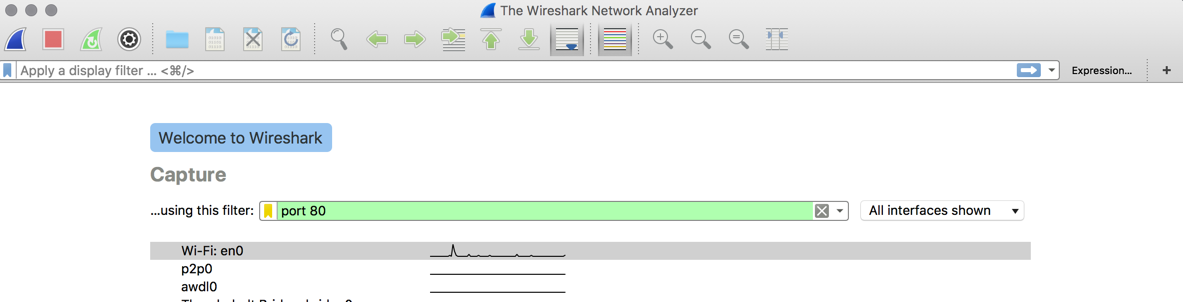 The Wireshark Network Analyzer
Apply a display filter ... <⌘/>
Expression...
+
Welcome to Wireshark
Capture
...using this filter: port 80 All interfaces shown
Wi-Fi: en0
p2p0
awdl0